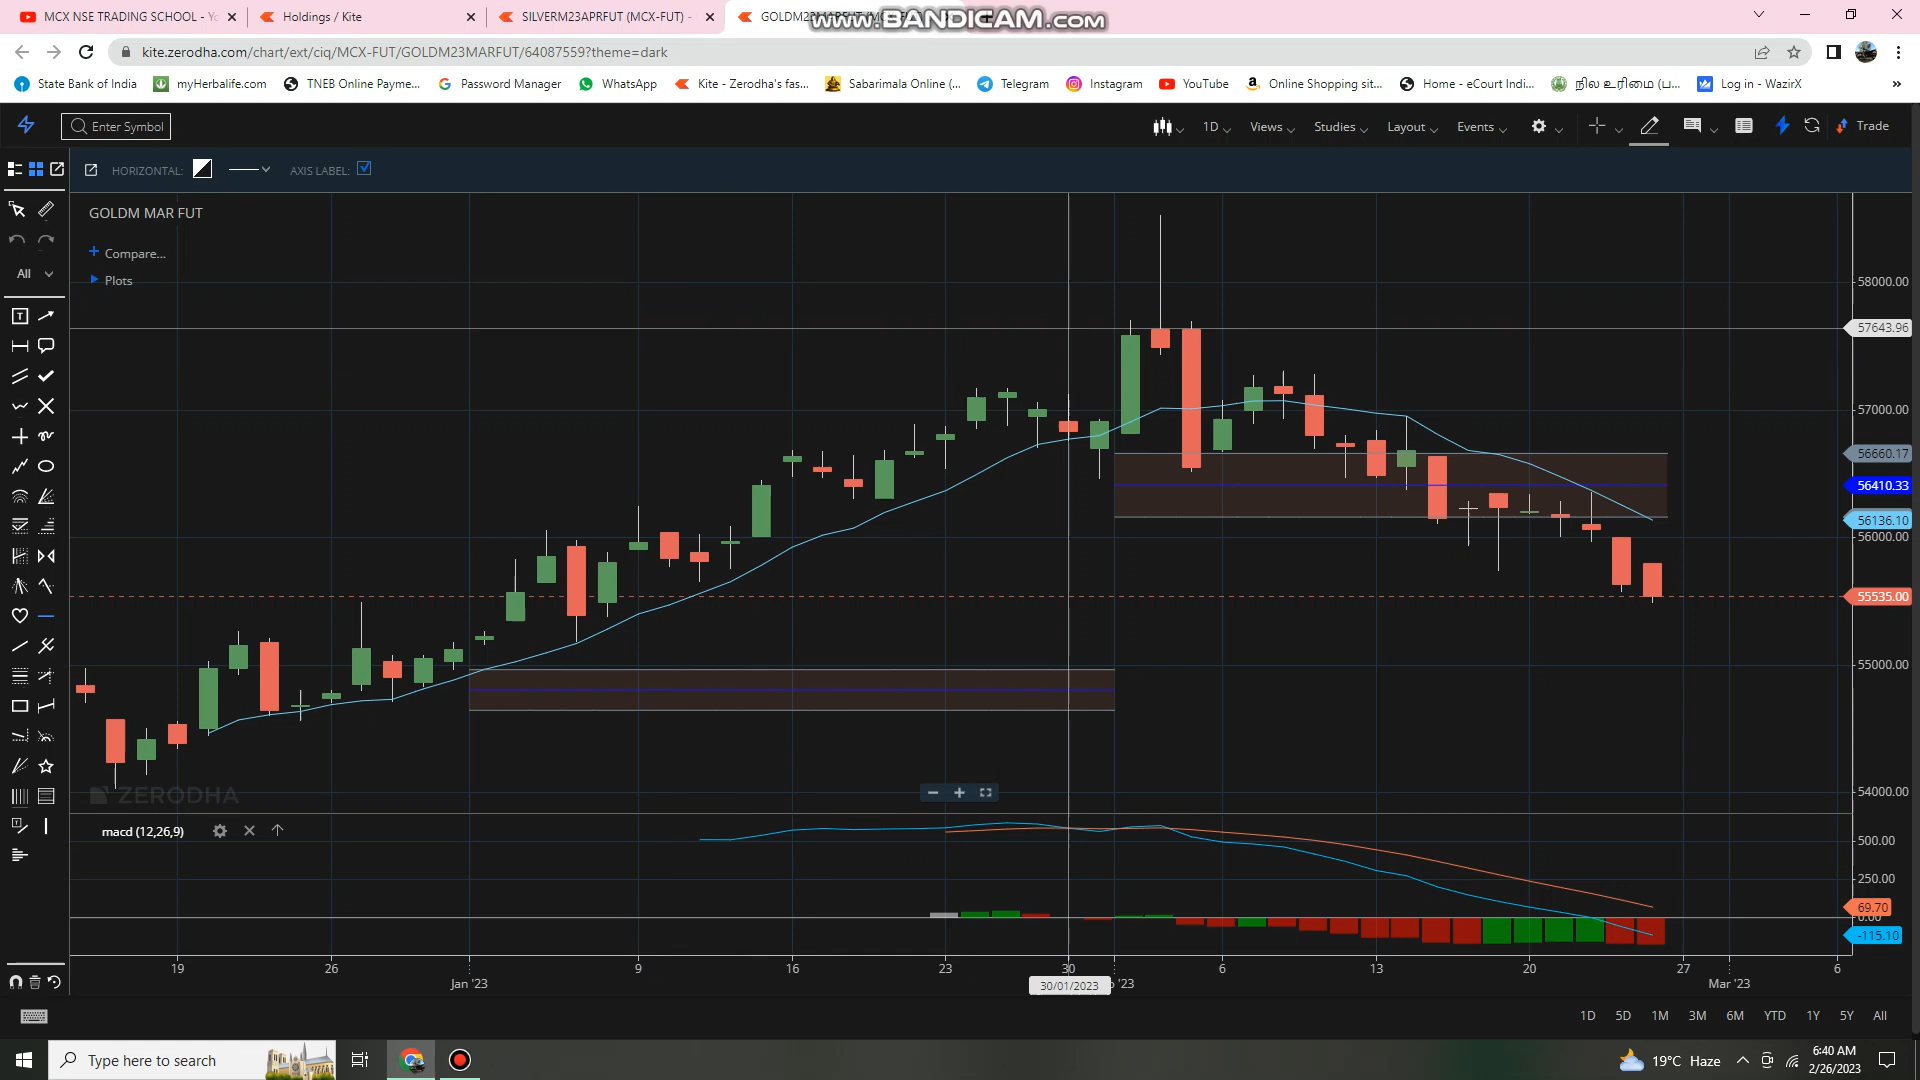 MCX NSE TRADING SCHOOL - Yo
Holdings / Kite
SILVERM23APRFUT (MCX-FUT) -
www.BANDICAM.com
kite.zerodha.com/chart/ext/ciq/MCX-FUT/GOLDM23MARFUT/64087559?theme=dark
State Bank of India
myHerbalife.com
TNEB Online Payme...
Password Manager
WhatsApp
Kite - Zerodha's fas...
Sabarimala Online (...
Telegram
Instagram
YouTube
Online Shopping sit...
Home - eCourt Indi...
நில உரிமை (ப...
Log in - WazirX
»
Enter Symbol
1D
Views
Studies
Layout
Events
Trade
HORIZONTAL:
AXIS LABEL:
GOLDM MAR FUT
Compare...
Plots
All
58000.00
57643.96
57000.00
56660.17
56410.33
56136.10
56000.00
55535.00
55000.00
54000.00
ZERODHA
macd (12,26,9)
500.00
250.00
69.70
0.00
-115.10
19
26
Jan '23
9
16
23
30
30/01/2023
6
13
20
27
Mar '23
6
1D
5D
1M
3M
6M
YTD
1Y
5Y
All
Type here to search
19°C Haze
6:40 AM
2/26/2023